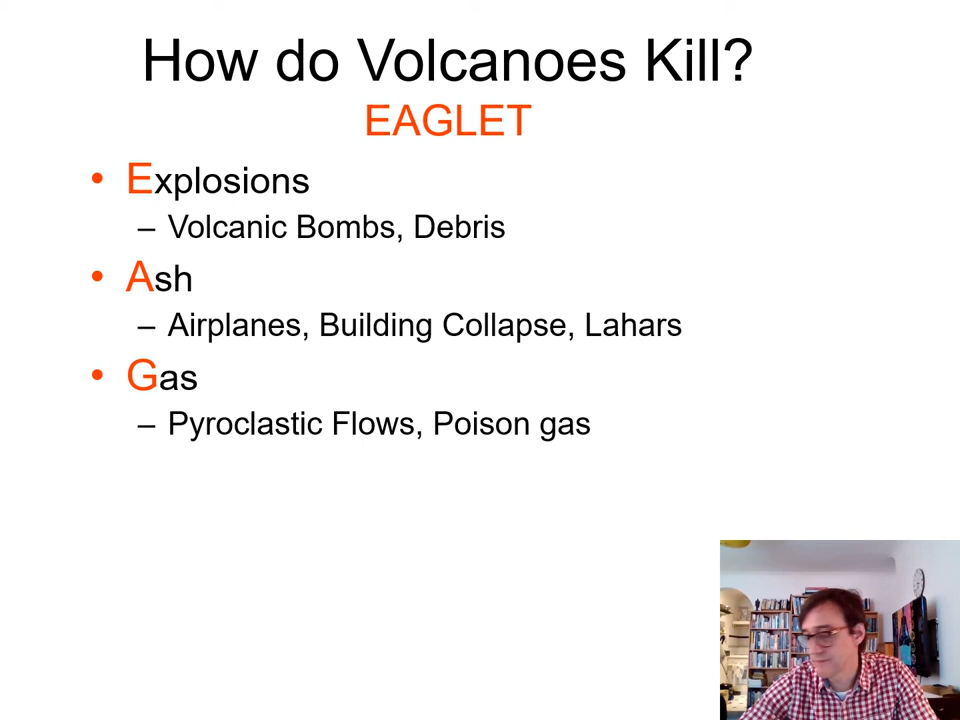 How do Volcanoes Kill?
EAGLET
• Explosions
– Volcanic Bombs, Debris
• Ash
– Airplanes, Building Collapse, Lahars
• Gas
– Pyroclastic Flows, Poison gas